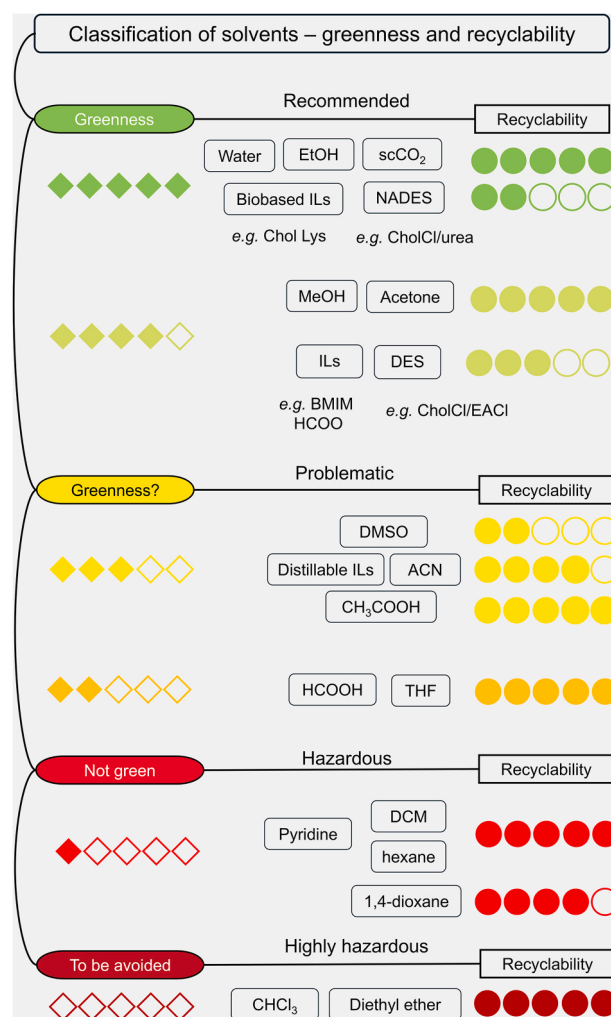 Classification of solvents – greenness and recyclability
Greenness
Recommended
Recyclability
Water
EtOH
scCO₂
Biobased ILs
NADES
e.g. Chol Lys
e.g. CholCl/urea
MeOH
Acetone
ILs
DES
e.g. BMIM
HCOO
e.g. CholCl/EACl
Greenness?
Problematic
Recyclability
DMSO
Distillable ILs
ACN
CH₃COOH
HCOOH
THF
Not green
Hazardous
Recyclability
Pyridine
DCM
hexane
1,4-dioxane
To be avoided
Highly hazardous
Recyclability
CHCl₃
Diethyl ether